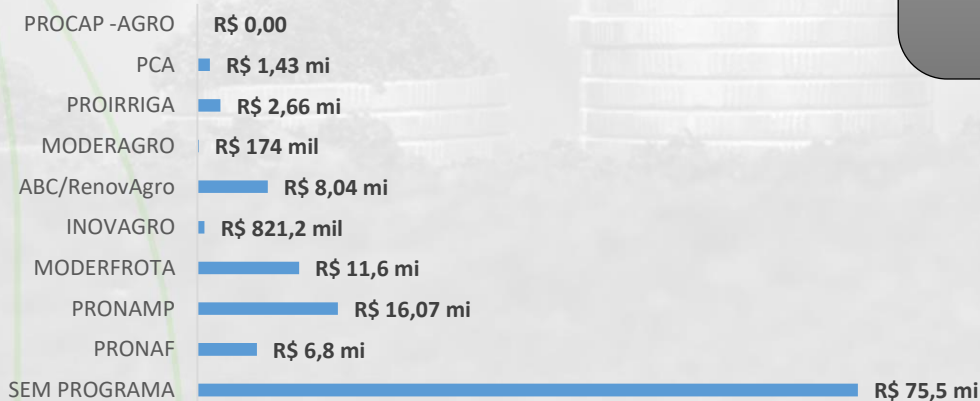 PROCAP -AGRO R$ 0,00
PCA R$ 1,43 mi
PROIRRIGA R$ 2,66 mi
MODERAGRO R$ 174 mil
ABC/RenovAgro R$ 8,04 mi
INOVAGRO R$ 821,2 mil
MODERFROTA R$ 11,6 mi
PRONAMP R$ 16,07 mi
PRONAF R$ 6,8 mi
SEM PROGRAMA R$ 75,5 mi